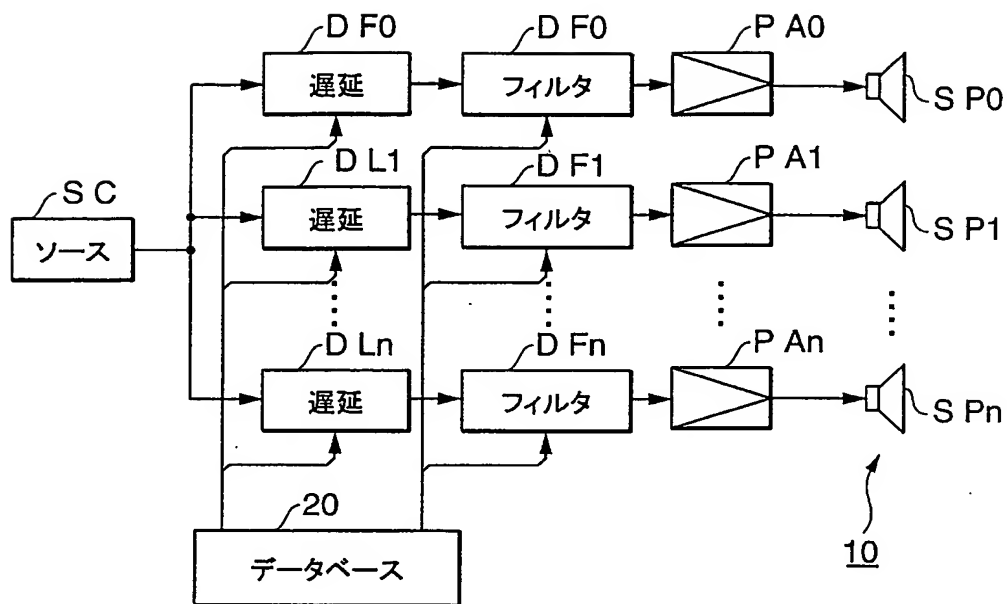 D F0 D F0 P A0
遅延 フィルタ S P0
D L1 D F1 P A1
S C
遅延 フィルタ S P1
ソース
D Ln D Fn P An
遅延 フィルタ S Pn
20
データベース 10